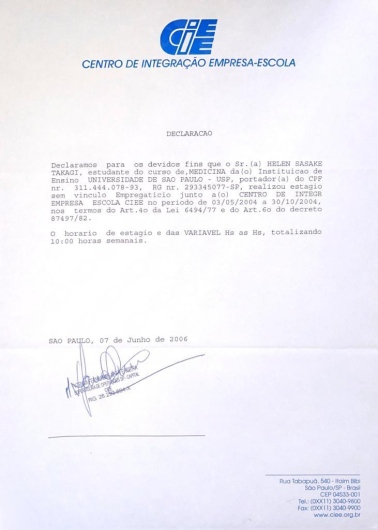 CIEE
CENTRO DE INTEGRAÇÃO EMPRESA-ESCOLA
DECLARACAO
Declaramos para os devidos fins que o Sr.(a) HELEN SASAKE
TAKAGI, estudante do curso de,MEDICINA da(o) Instituicao de
Ensino UNIVERSIDADE DE SAO PAULO - USP, portador(a) do CPF
nr. 311.444.078-93, RG nr. 293345077-SP, realizou estagio
sem vinculo Empregaticio junto a(o) CENTRO DE INTEGR
EMPRESA ESCOLA CIEE no periodo de 03/05/2004 a 30/10/2004,
nos termos do Art.4o da Lei 6494/77 e do Art.6o do decreto
87497/82.
O horario de estagio e das VARIAVEL Hs as Hs, totalizando
10:00 horas semanais.
SAO PAULO, 07 de Junho de 2006
Rua Tabapuã, 540 - Itaim Bibi
São Paulo/SP - Brasil
CEP 04533-001
Tel.: (0XX11) 3040-9800
Fax: (0XX11) 3040-9900
www.ciee.org.br